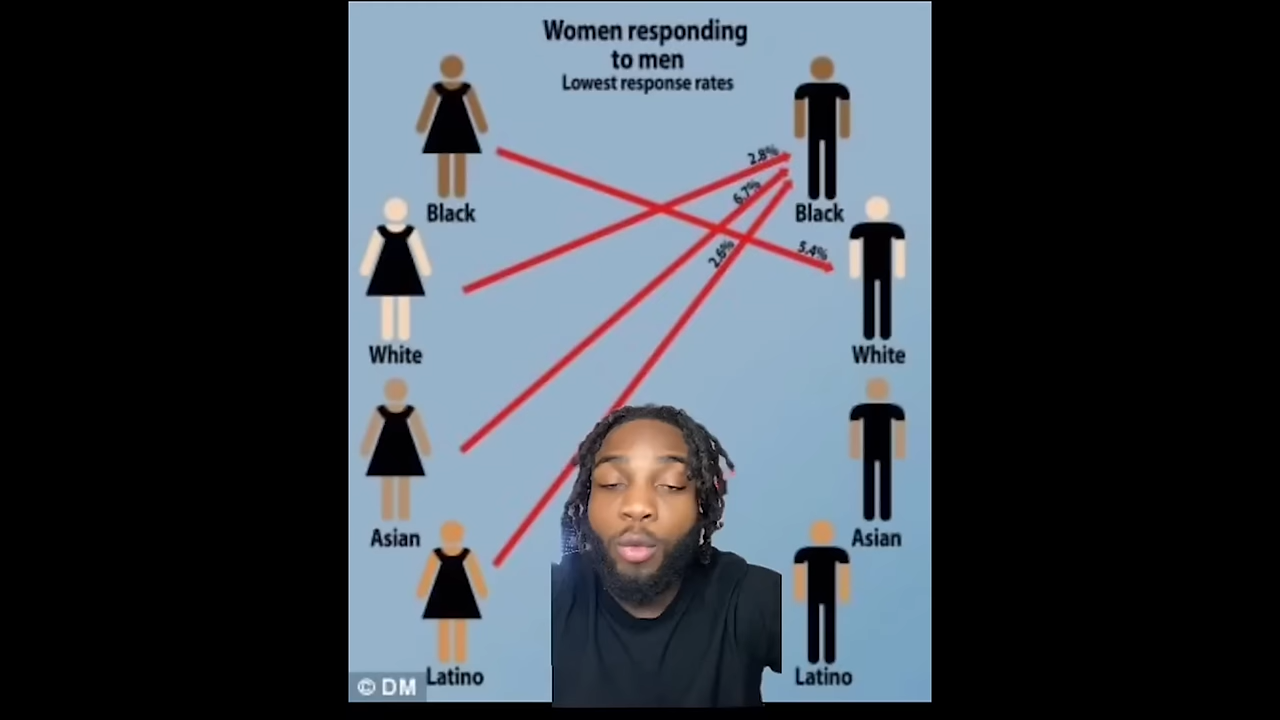 Women responding
to men
Lowest response rates
2.8%
6.7%
2.6%
5.4%
Black
Black
White
White
Asian
Asian
Latino
Latino
© DM